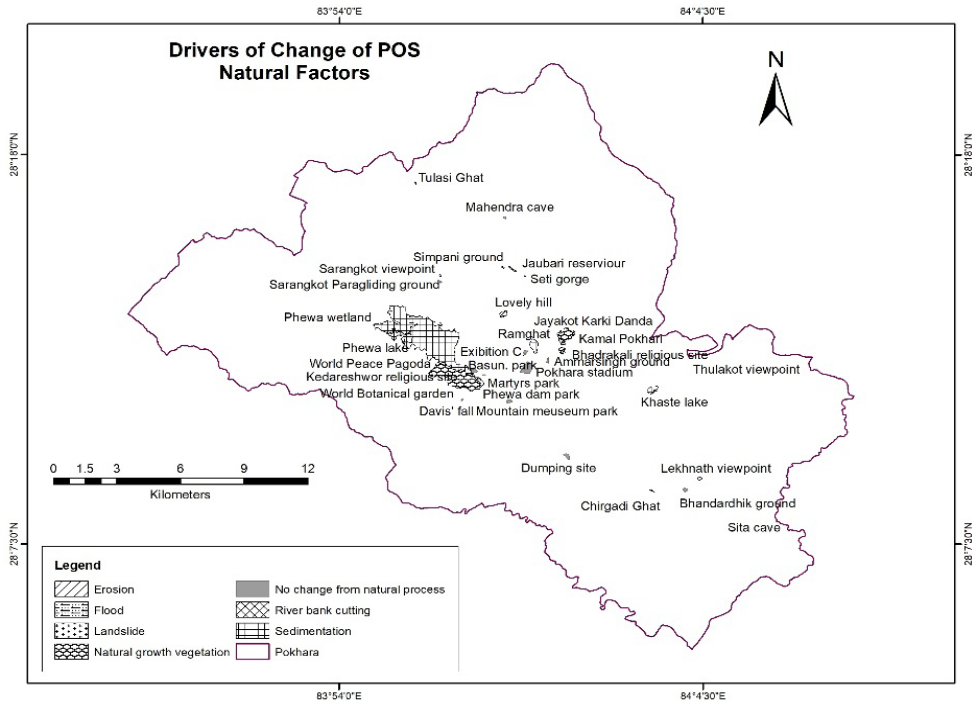 83°54'0"E
84°4'30"E
Drivers of Change of POS
Natural Factors
N
28°18'0"N
28°18'0"N
Tulasi Ghat
Mahendra cave
Simpani ground
Jaubari reserviour
Sarangkot viewpoint
Seti gorge
Sarangkot Paragliding ground
Lovely hill
Phewa wetland
Jayakot Karki Danda
Ramghat
Kamal Pokhari
Phewa lake
Exibition C.
Bhadrakali religious site
World Peace Pagoda
Basun. park
Ammarsingh ground
Thulakot viewpoint
Kedareshwor religious site
Pokhara stadium
Martyrs park
World Botanical garden
Phewa dam park
Khaste lake
Davis' fall
Mountain meuseum park
0 1.5 3 6 9 12
Kilometers
Dumping site
Lekhnath viewpoint
Chirgadi Ghat
Bhandardhik ground
Sita cave
28°7'30"N
28°7'30"N
Legend
Erosion
No change from natural process
Flood
River bank cutting
Landslide
Sedimentation
Natural growth vegetation
Pokhara
83°54'0"E
84°4'30"E